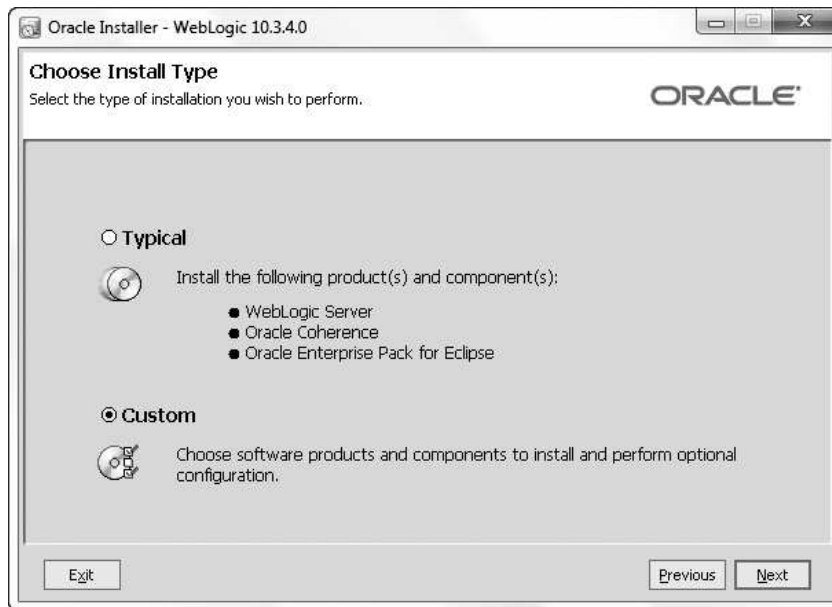 Oracle Installer - WebLogic 10.3.4.0
Choose Install Type
Select the type of installation you wish to perform.
ORACLE
Typical
Install the following product(s) and component(s):
WebLogic Server
Oracle Coherence
Oracle Enterprise Pack for Eclipse
Custom
Choose software products and components to install and perform optional
configuration.
Exit
Previous
Next